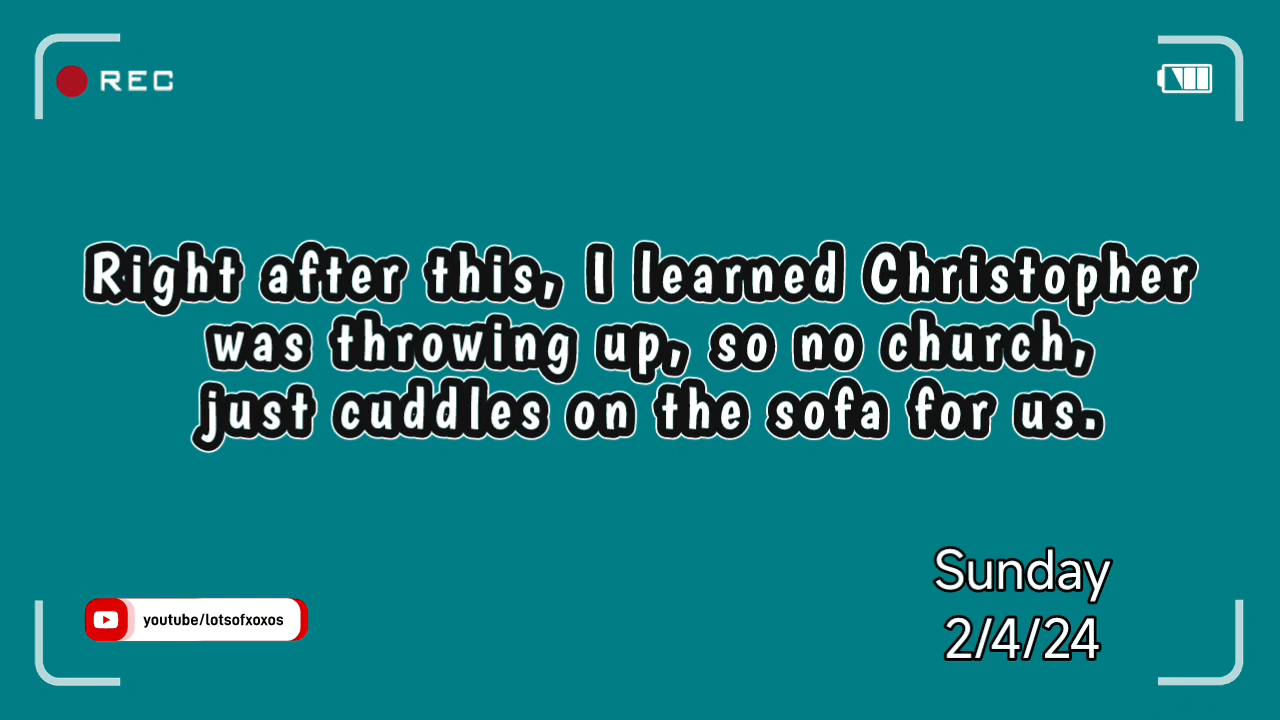 REC
Right after this, I learned Christopher
was throwing up, so no church,
just cuddles on the sofa for us.
Sunday
2/4/24
youtube/lotsofxoxos